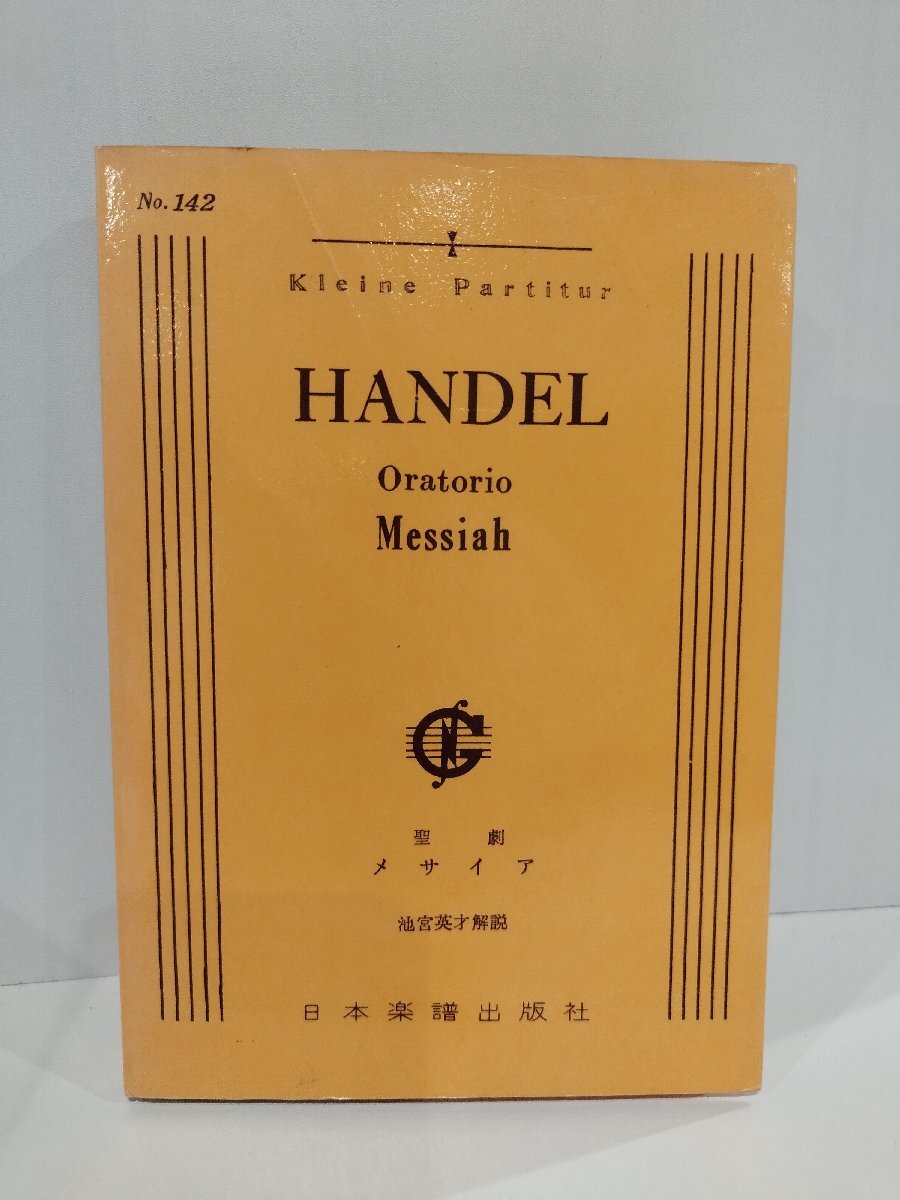 No. 142
Kleine Partitur
HANDEL
Oratorio
Messiah
聖劇
メサイア
池宮英才解説
日本楽譜出版社